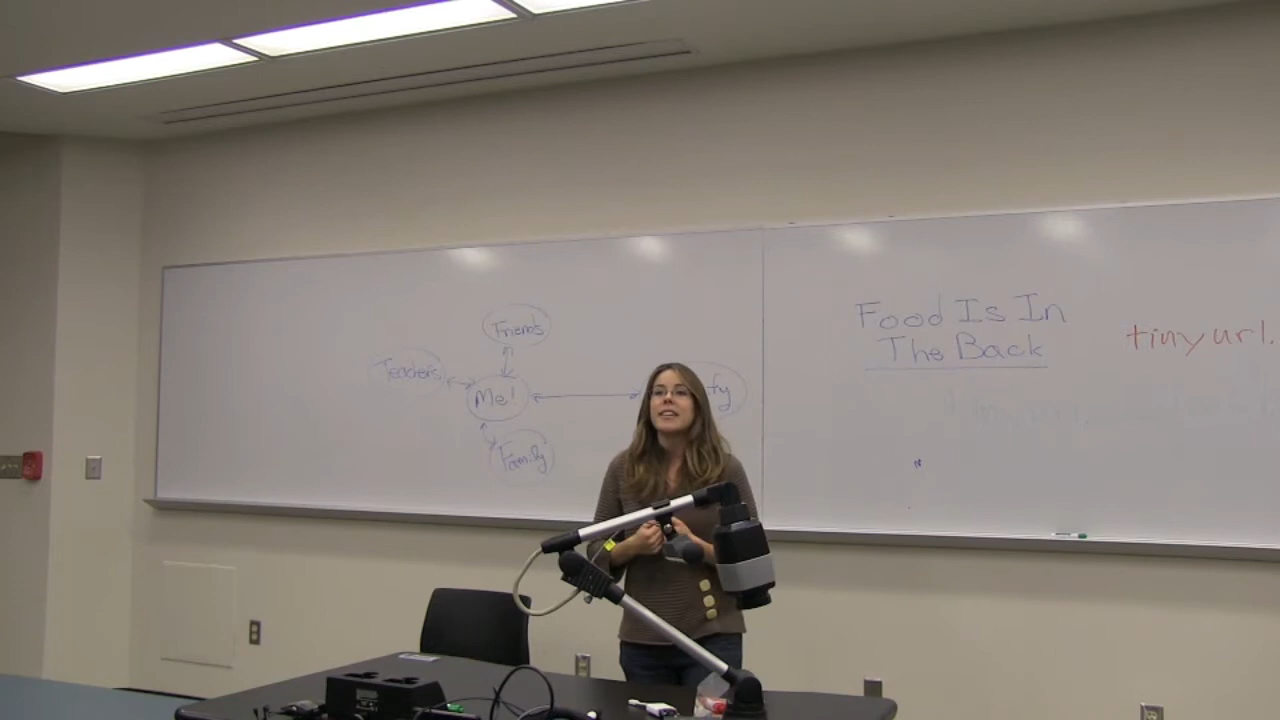 Friends
Teachers
Me!
Family
Food Is In
The Back
tinyurl.